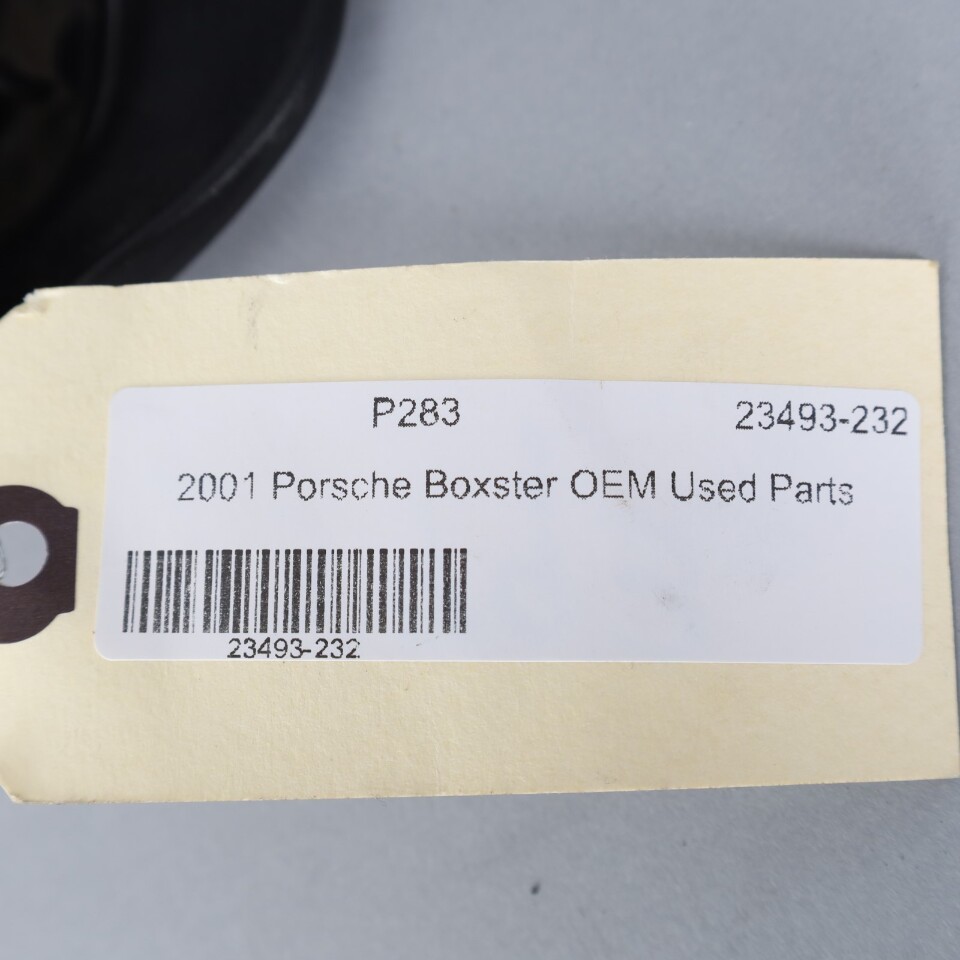 P283 23493-232
2001 Porsche Boxster OEM Used Parts
23493-232